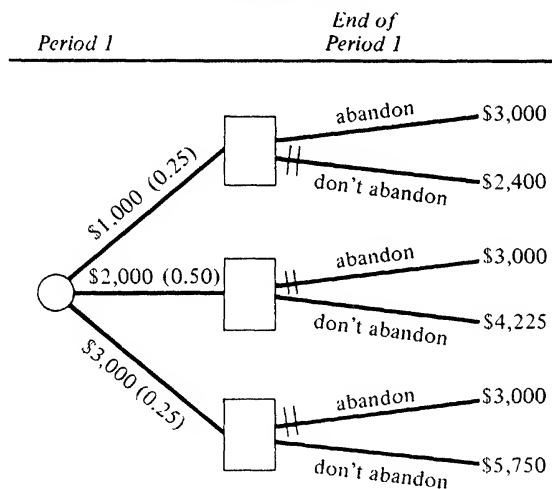 End of
Period 1 Period 1
abandon $3,000
$1,000 (0.25)
don't abandon $2,400
abandon $3,000
$2,000 (0.50)
don't abandon $4,225
$3,000 (0.25)
abandon $3,000
don't abandon $5,750